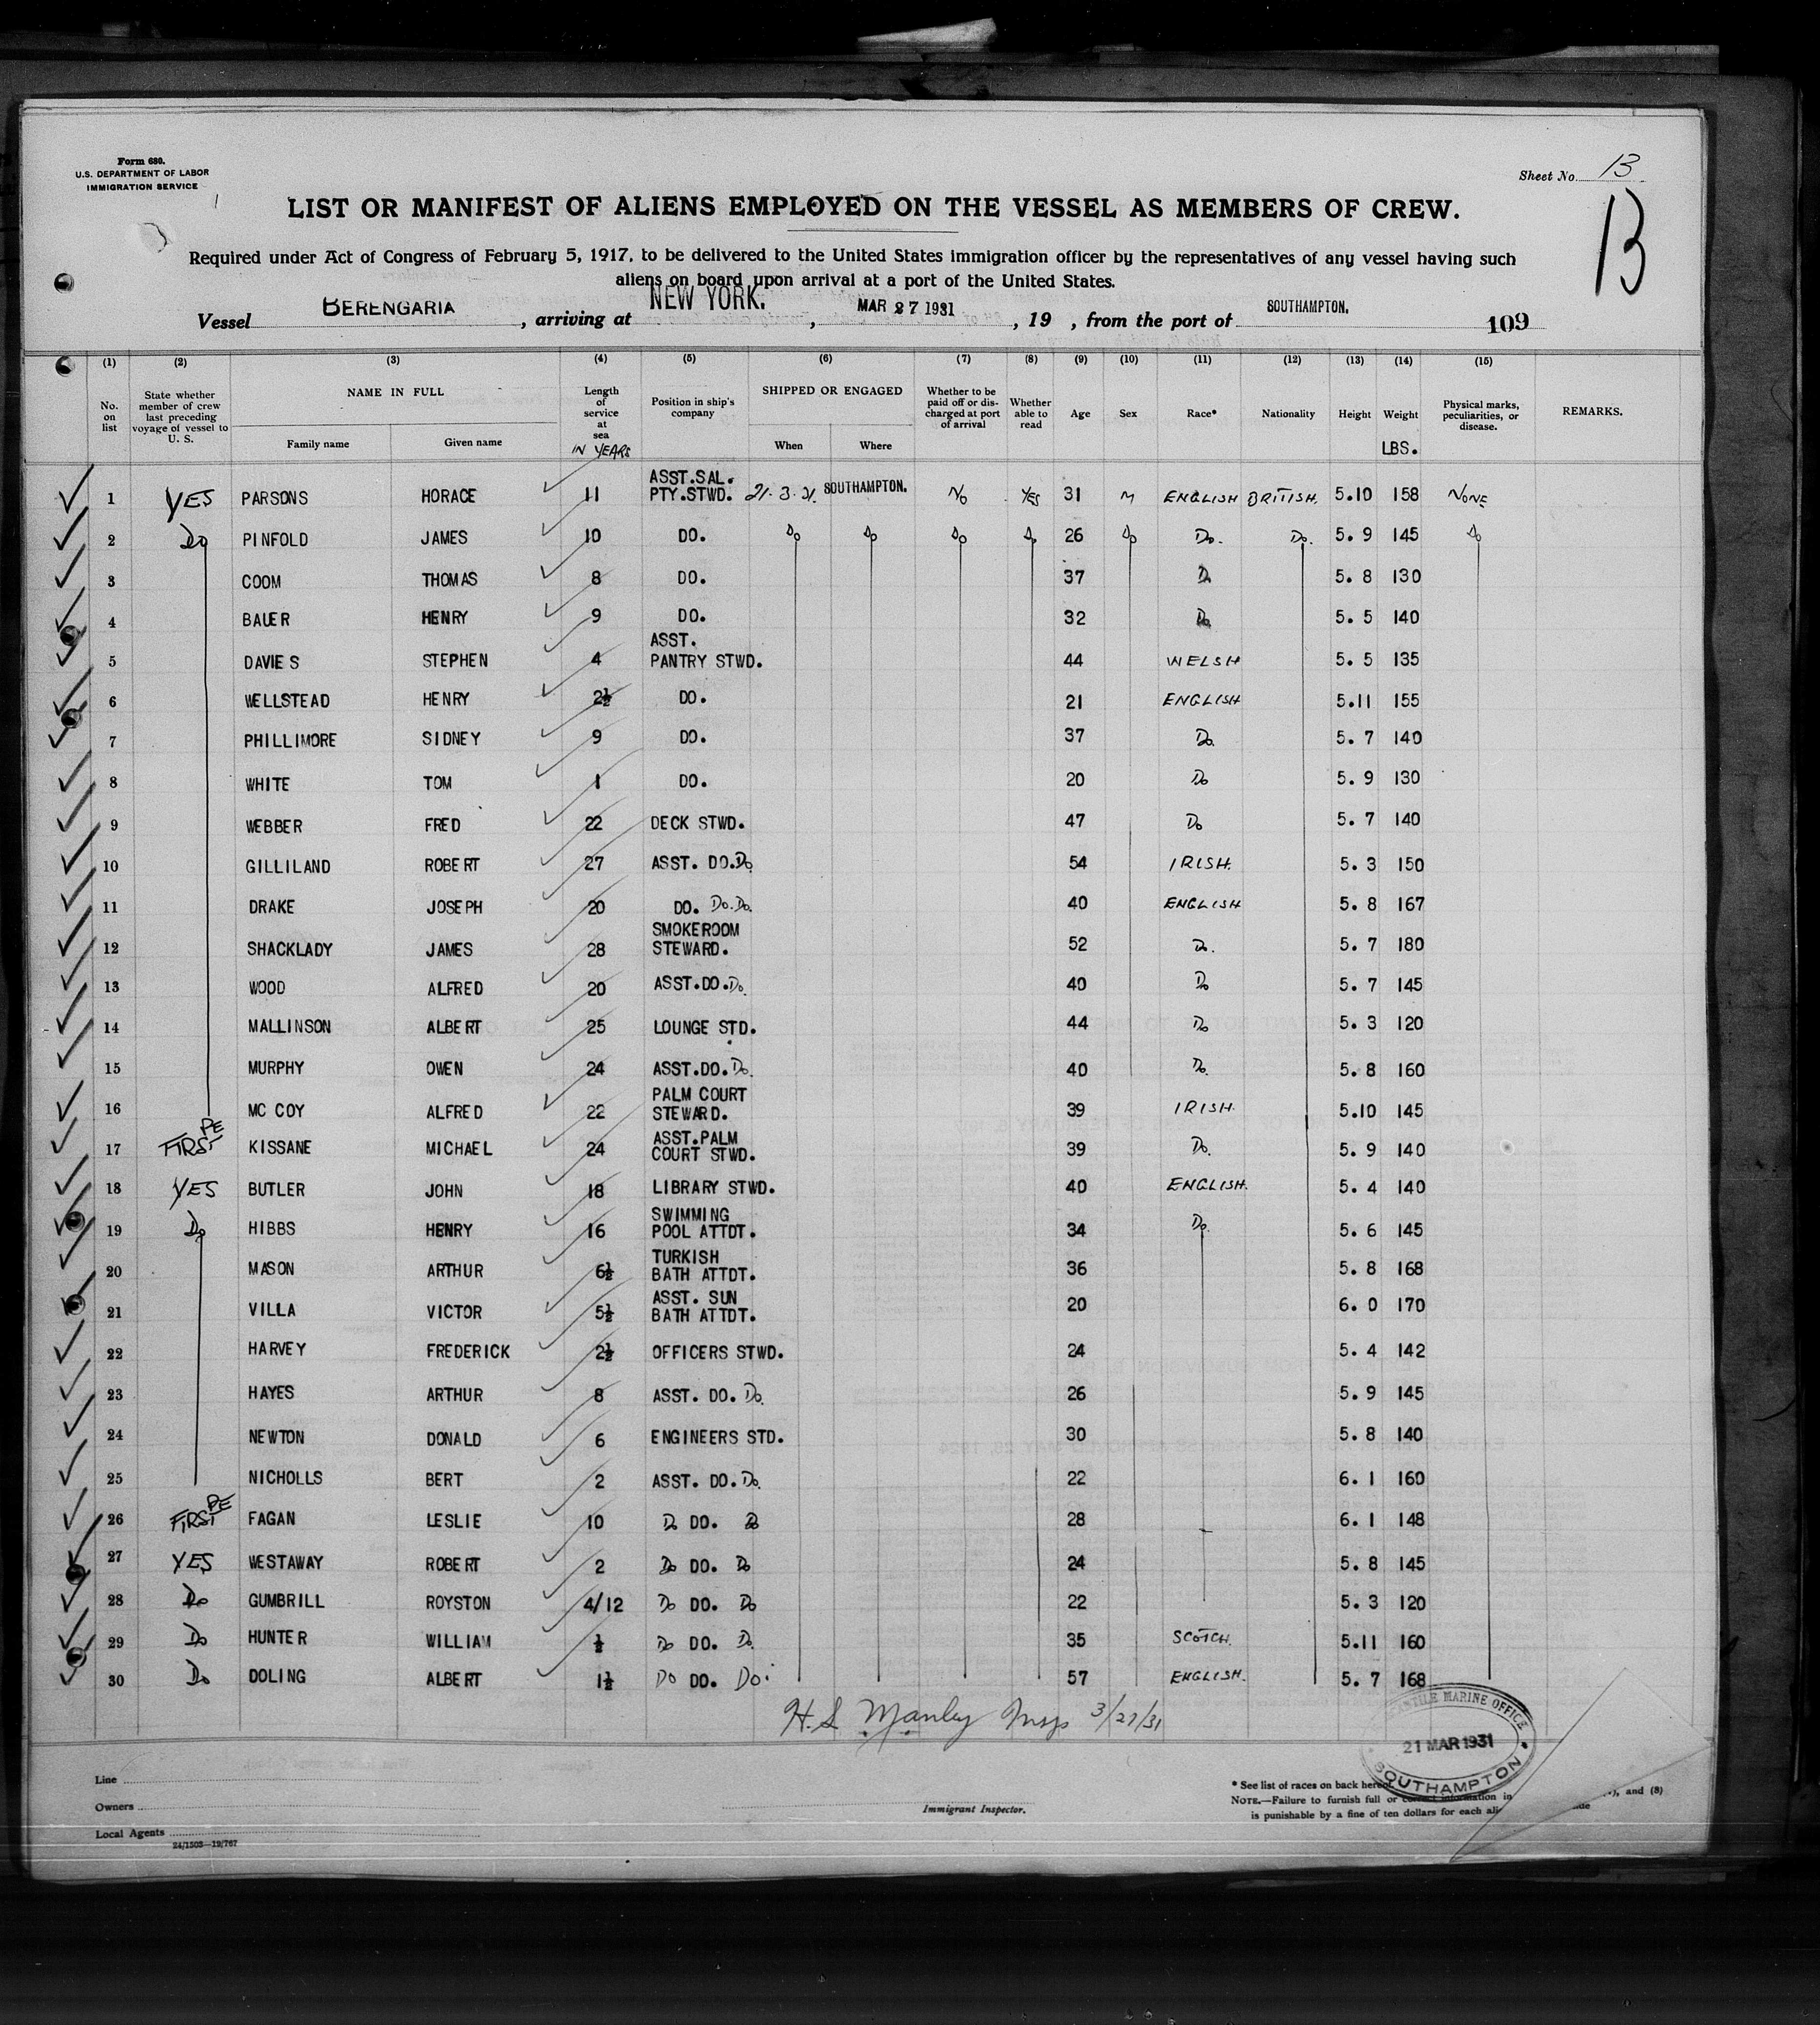 Form 680.
U.S. DEPARTMENT OF LABOR
IMMIGRATION SERVICE
Sheet No. 13
13
LIST OR MANIFEST OF ALIENS EMPLOYED ON THE VESSEL AS MEMBERS OF CREW.
Required under Act of Congress of February 5, 1917, to be delivered to the United States immigration officer by the representatives of any vessel having such
aliens on board upon arrival at a port of the United States.
Vessel BERENGARIA, arriving at NEW YORK., MAR 27 1931, 19 , from the port of SOUTHAMPTON. 109
(1) (2) (3) (4) (5) (6) (7) (8) (9) (10) (11) (12) (13) (14) (15)
No. on list State whether member of crew last preceding voyage of vessel to U. S. NAME IN FULL Family name Given name Length of service at sea IN YEARS Position in ship's company SHIPPED OR ENGAGED When Where Whether to be paid off or discharged at port of arrival Whether able to read Age Sex Race* Nationality Height Weight LBS. Physical marks, peculiarities, or disease. REMARKS.
1 YES PARSONS HORACE 11 ASST.SAL. PTY.STWD. 21.3.31. SOUTHAMPTON. No YES 31 M ENGLISH BRITISH. 5.10 158 NONE
2 Do PINFOLD JAMES 10 DO. Do Do Do Do 26 Do Do. Do. 5. 9 145 Do
3 COOM THOMAS 8 DO. 37 Do 5. 8 130
4 BAUER HENRY 9 DO. 32 Do 5. 5 140
5 DAVIES STEPHEN 4 ASST. PANTRY STWD. 44 WELSH 5. 5 135
6 WELLSTEAD HENRY 2½ DO. 21 ENGLISH 5.11 155
7 PHILLIMORE SIDNEY 9 DO. 37 Do. 5. 7 140
8 WHITE TOM 1 DO. 20 Do 5. 9 130
9 WEBBER FRED 22 DECK STWD. 47 Do 5. 7 140
10 GILLILAND ROBERT 27 ASST. DO.Do. 54 IRISH. 5. 3 150
11 DRAKE JOSEPH 20 DO. Do.Do. 40 ENGLISH 5. 8 167
12 SHACKLADY JAMES 28 SMOKEROOM STEWARD. 52 Do. 5. 7 180
13 WOOD ALFRED 20 ASST.DO.Do. 40 Do 5. 7 145
14 MALLINSON ALBERT 25 LOUNGE STD. 44 Do 5. 3 120
15 MURPHY OWEN 24 ASST.DO.Do. 40 Do. 5. 8 160
16 MC COY ALFRED 22 PALM COURT STEWARD. 39 IRISH. 5.10 145
17 FIRST PE KISSANE MICHAEL 24 ASST.PALM COURT STWD. 39 Do. 5. 9 140
18 YES BUTLER JOHN 18 LIBRARY STWD. 40 ENGLISH. 5. 4 140
19 Do HIBBS HENRY 16 SWIMMING POOL ATTDT. 34 Do. 5. 6 145
20 MASON ARTHUR 6½ TURKISH BATH ATTDT. 36 5. 8 168
21 VILLA VICTOR 5½ ASST. SUN BATH ATTDT. 20 6. 0 170
22 HARVEY FREDERICK 2½ OFFICERS STWD. 24 5. 4 142
23 HAYES ARTHUR 8 ASST. DO. Do. 26 5. 9 145
24 NEWTON DONALD 6 ENGINEERS STD. 30 5. 8 140
25 NICHOLLS BERT 2 ASST. DO. Do. 22 6. 1 160
26 FIRST PE FAGAN LESLIE 10 Do DO. Do 28 6. 1 148
27 YES WESTAWAY ROBERT 2 Do DO. Do 24 5. 8 145
28 Do GUMBRILL ROYSTON 4/12 Do DO. Do 22 5. 3 120
29 Do HUNTER WILLIAM ½ Do DO. Do. 35 SCOTCH. 5.11 160
30 Do DOLING ALBERT 1½ DO DO. Do. 57 ENGLISH. 5. 7 168
H. S. Manley Insp 3/27/31
MARINE OFFICE
21 MAR 1931
SOUTHAMPTON
Line
Owners
Local Agents
24/1503—19/767
Immigrant Inspector.
* See list of races on back hereof.
NOTE.—Failure to furnish full or correct information in , and (8)
is punishable by a fine of ten dollars for each